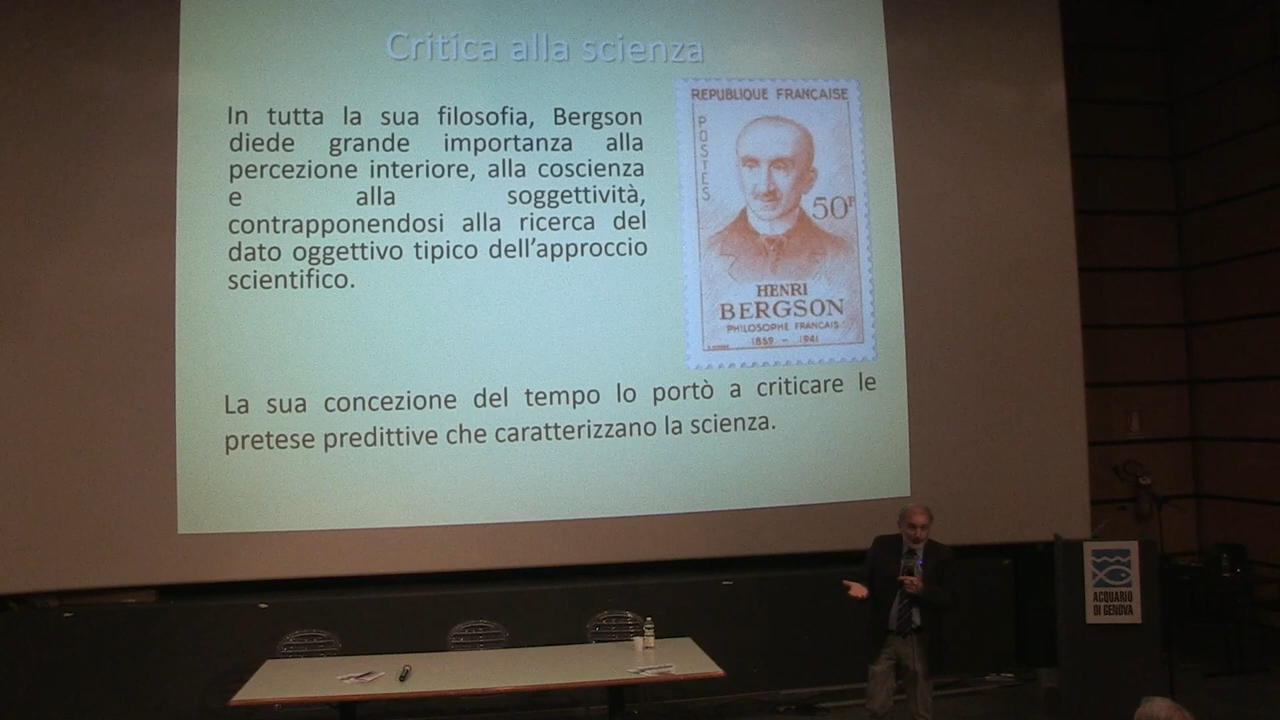 Critica alla scienza
In tutta la sua filosofia, Bergson
diede grande importanza alla
percezione interiore, alla coscienza
e alla soggettività,
contrapponendosi alla ricerca del
dato oggettivo tipico dell'approccio
scientifico.
REPUBLIQUE FRANÇAISE
POSTES
50F
HENRI
BERGSON
PHILOSOPHE FRANÇAIS
1859 - 1941
La sua concezione del tempo lo portò a criticare le
pretese predittive che caratterizzano la scienza.
ACQUARIO
DI GENOVA